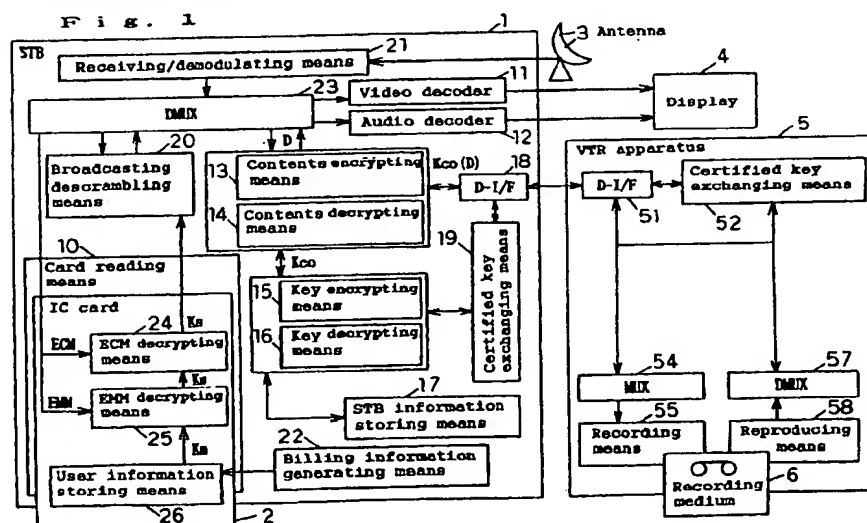 Fig. 1
1
STB
21
Receiving/demodulating means
3
Antenna
23
DMUX
11
Video decoder
4
Display
20
D
Audio decoder
12
5
VTR apparatus
Broadcasting
descrambling
means
13
Contents encrypting
means
Kco(D)
18
D-I/F
14
Contents decrypting
means
D-I/F
51
Certified key
exchanging means
52
10
Card reading
means
Kco
19
Certified key
exchanging means
IC card
24
Ks
15
Key encrypting
means
16
Key decrypting
means
ECM
ECM decrypting
means
EMM
EMM decrypting
means
25
17
STB information
storing means
54
MUX
57
DMUX
22
Billing information
generating means
55
Recording
means
58
Reproducing
means
User information
storing means
26
2
Recording
medium
6